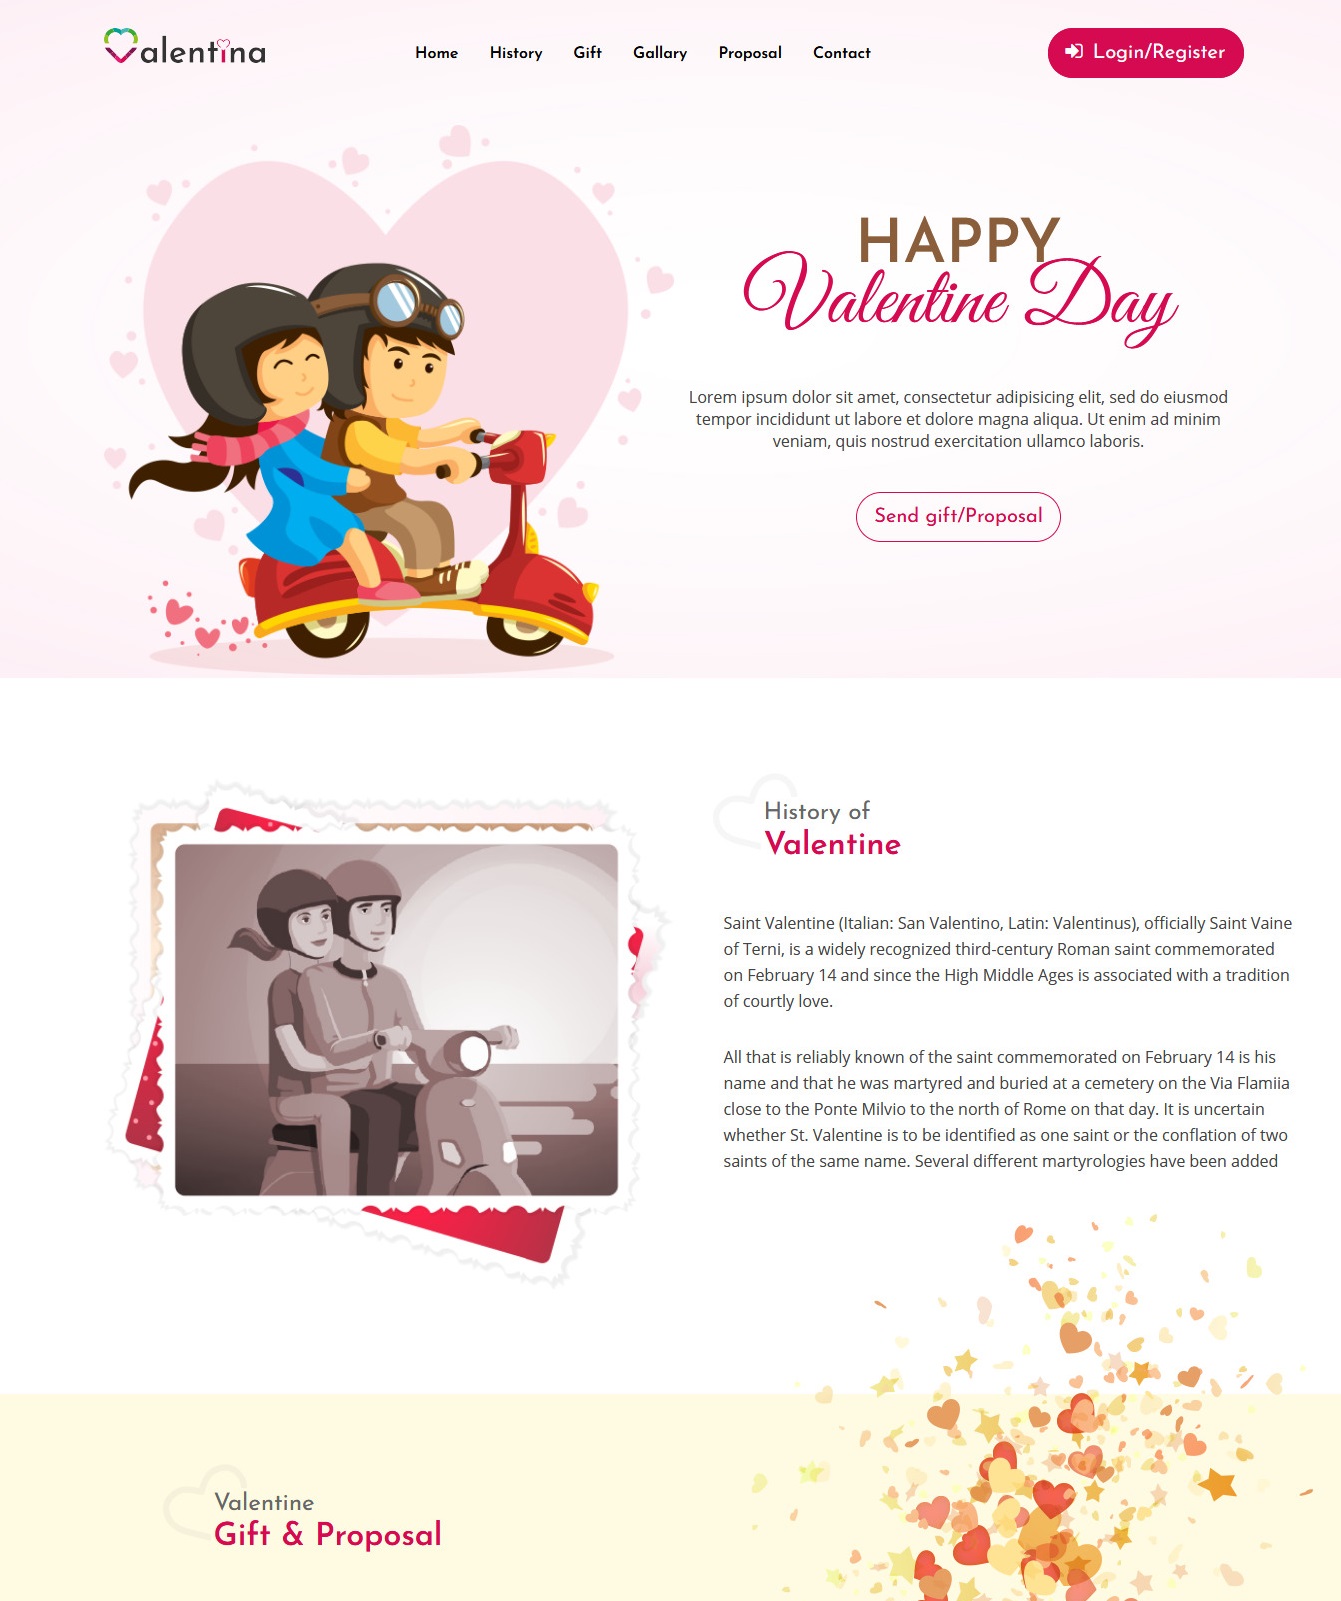 Valentina
Home History Gift Gallary Proposal Contact
Login/Register
HAPPY
Valentine Day
Lorem ipsum dolor sit amet, consectetur adipisicing elit, sed do eiusmod
tempor incididunt ut labore et dolore magna aliqua. Ut enim ad minim
veniam, quis nostrud exercitation ullamco laboris.
Send gift/Proposal
History of
Valentine
Saint Valentine (Italian: San Valentino, Latin: Valentinus), officially Saint Vaine
of Terni, is a widely recognized third-century Roman saint commemorated
on February 14 and since the High Middle Ages is associated with a tradition
of courtly love.
All that is reliably known of the saint commemorated on February 14 is his
name and that he was martyred and buried at a cemetery on the Via Flamiia
close to the Ponte Milvio to the north of Rome on that day. It is uncertain
whether St. Valentine is to be identified as one saint or the conflation of two
saints of the same name. Several different martyrologies have been added
Valentine
Gift & Proposal